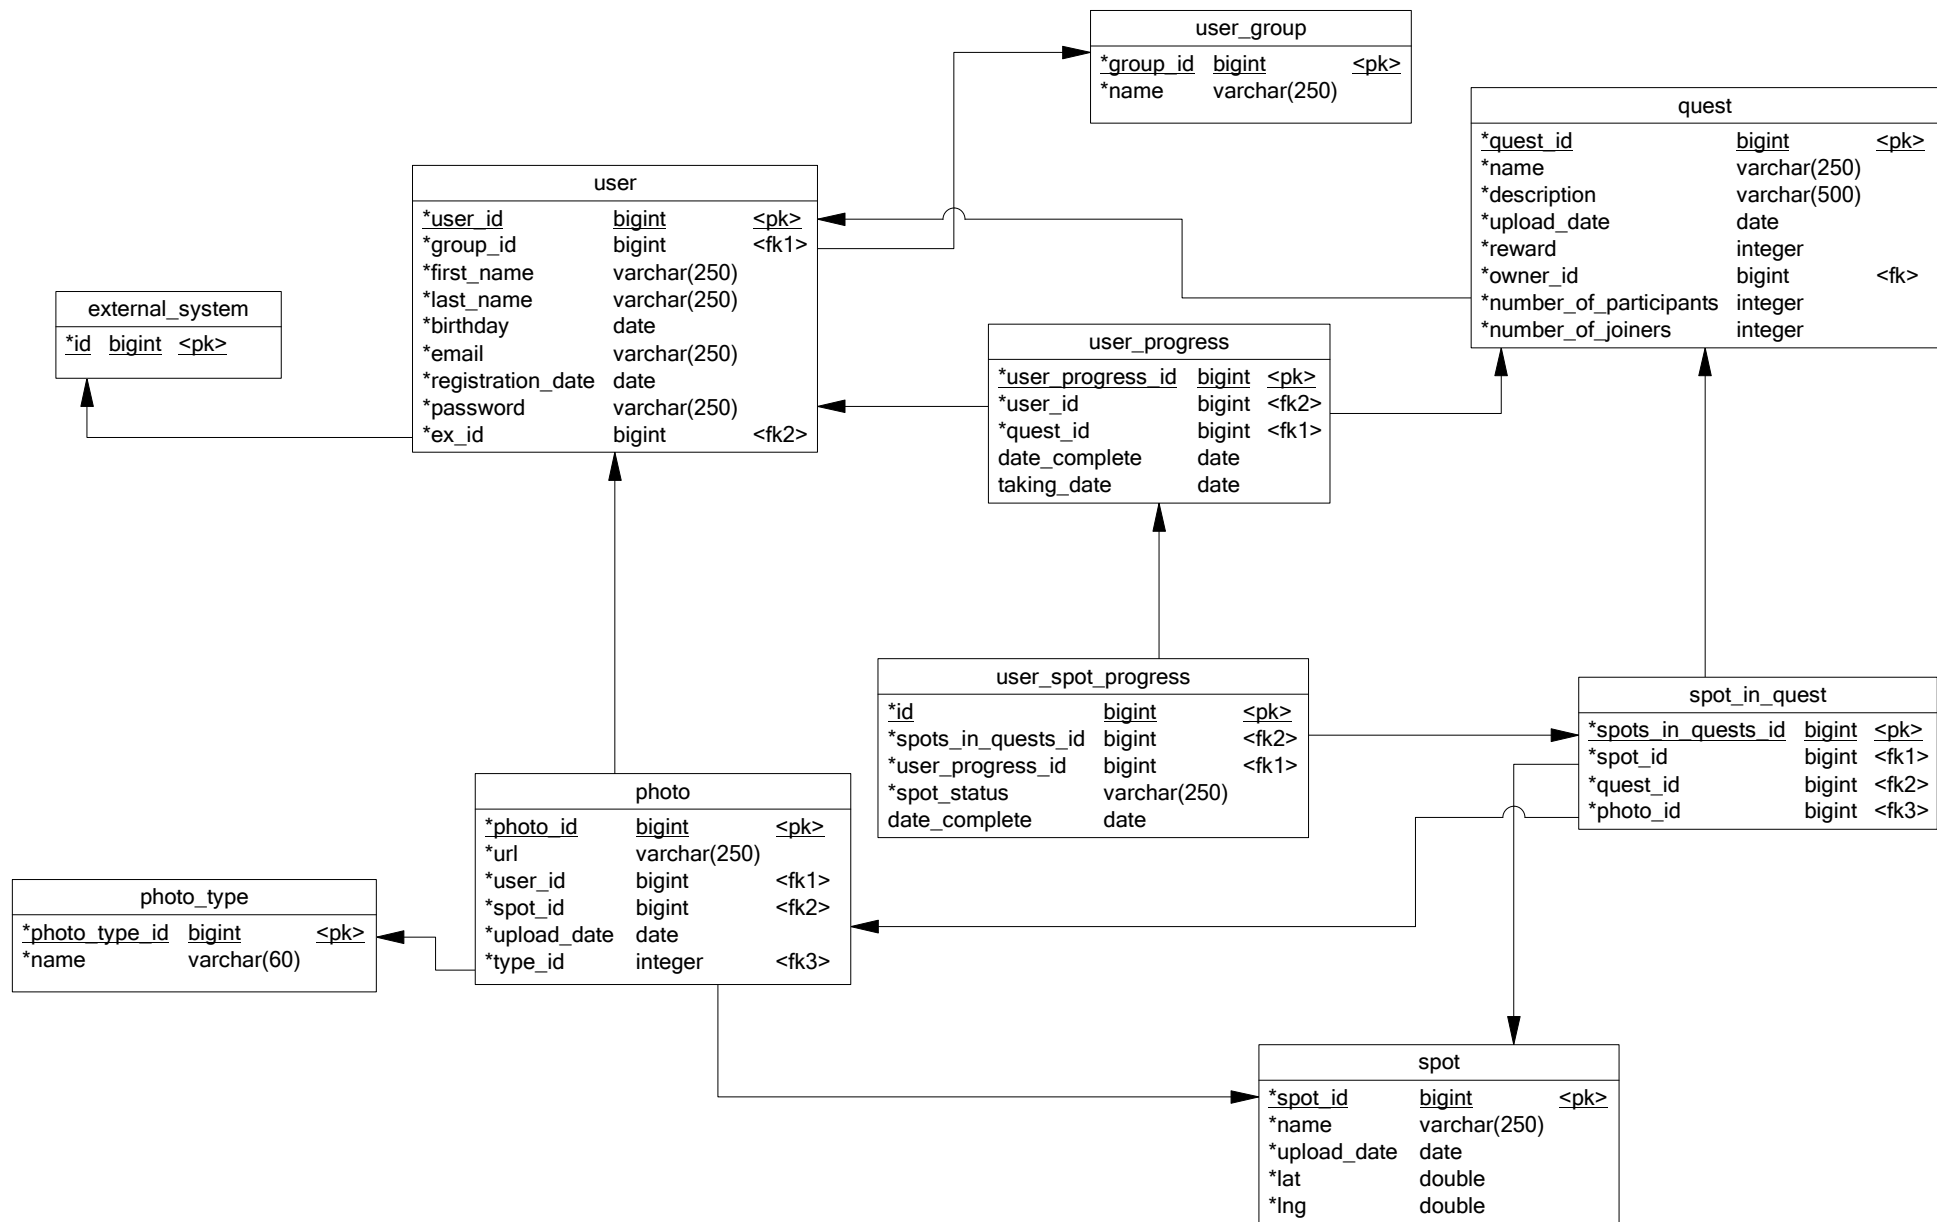 user_group
*group_id bigint <pk>
*name varchar(250)
quest
*quest_id bigint <pk>
*name varchar(250)
*description varchar(500)
*upload_date date
*reward integer
*owner_id bigint <fk>
*number_of_participants integer
*number_of_joiners integer
user
*user_id bigint <pk>
*group_id bigint <fk1>
*first_name varchar(250)
*last_name varchar(250)
*birthday date
*email varchar(250)
*registration_date date
*password varchar(250)
*ex_id bigint <fk2>
external_system
*id bigint <pk>
user_progress
*user_progress_id bigint <pk>
*user_id bigint <fk2>
*quest_id bigint <fk1>
date_complete date
taking_date date
user_spot_progress
*id bigint <pk>
*spots_in_quests_id bigint <fk2>
*user_progress_id bigint <fk1>
*spot_status varchar(250)
date_complete date
spot_in_quest
*spots_in_quests_id bigint <pk>
*spot_id bigint <fk1>
*quest_id bigint <fk2>
*photo_id bigint <fk3>
photo
*photo_id bigint <pk>
*url varchar(250)
*user_id bigint <fk1>
*spot_id bigint <fk2>
*upload_date date
*type_id integer <fk3>
photo_type
*photo_type_id bigint <pk>
*name varchar(60)
spot
*spot_id bigint <pk>
*name varchar(250)
*upload_date date
*lat double
*lng double